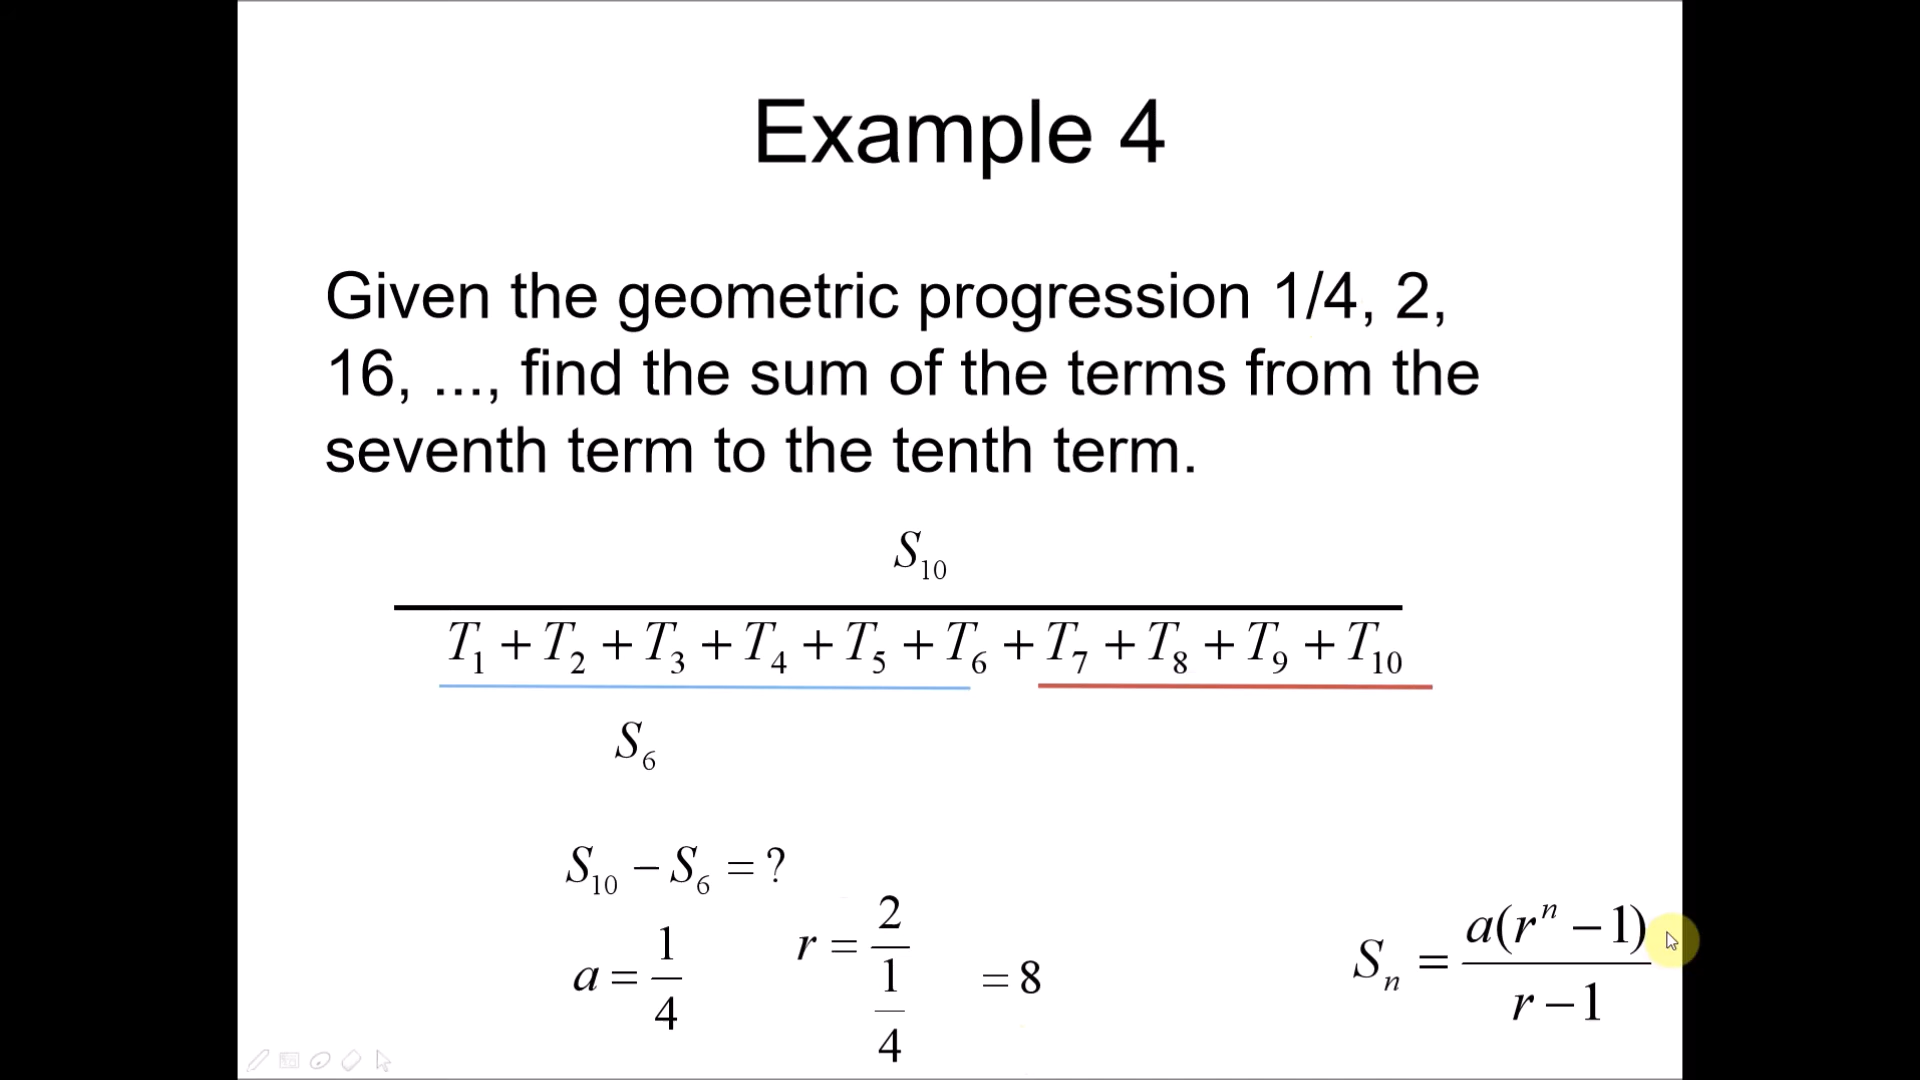 Example 4
Given the geometric progression 1/4, 2,
16, ..., find the sum of the terms from the
seventh term to the tenth term.
S₁₀
T₁ + T₂ + T₃ + T₄ + T₅ + T₆ + T₇ + T₈ + T₉ + T₁₀
S₆
S₁₀ − S₆ = ?
a = 1/4 r = 2/(1/4) = 8
Sₙ = a(rⁿ − 1)/(r − 1)